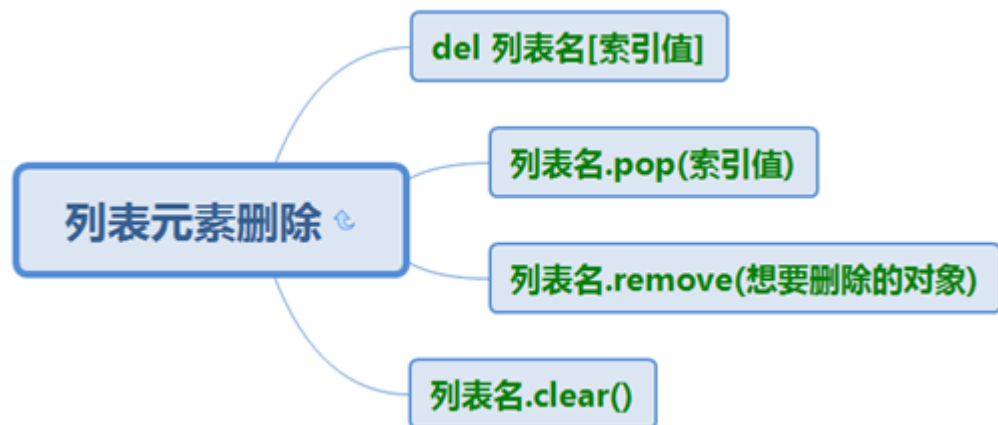 del 列表名[索引值]
列表名.pop(索引值)
列表元素删除
列表名.remove(想要删除的对象)
列表名.clear()